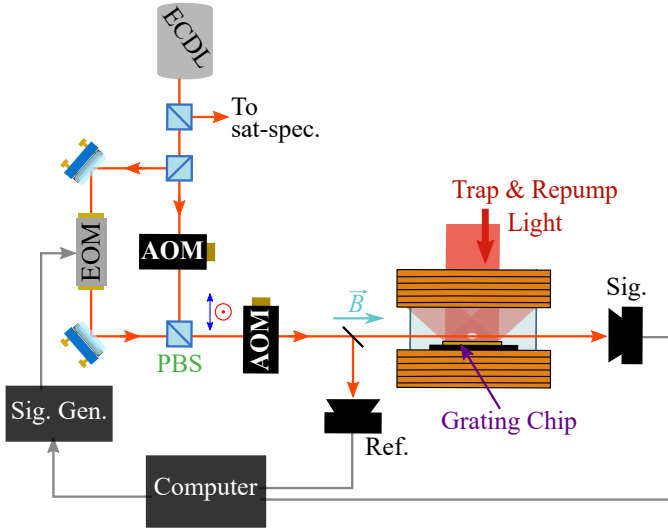 ECDL
To
sat-spec.
Trap & Repump
Light
AOM
EOM
B
Sig.
AOM
PBS
Grating Chip
Sig. Gen.
Ref.
Computer